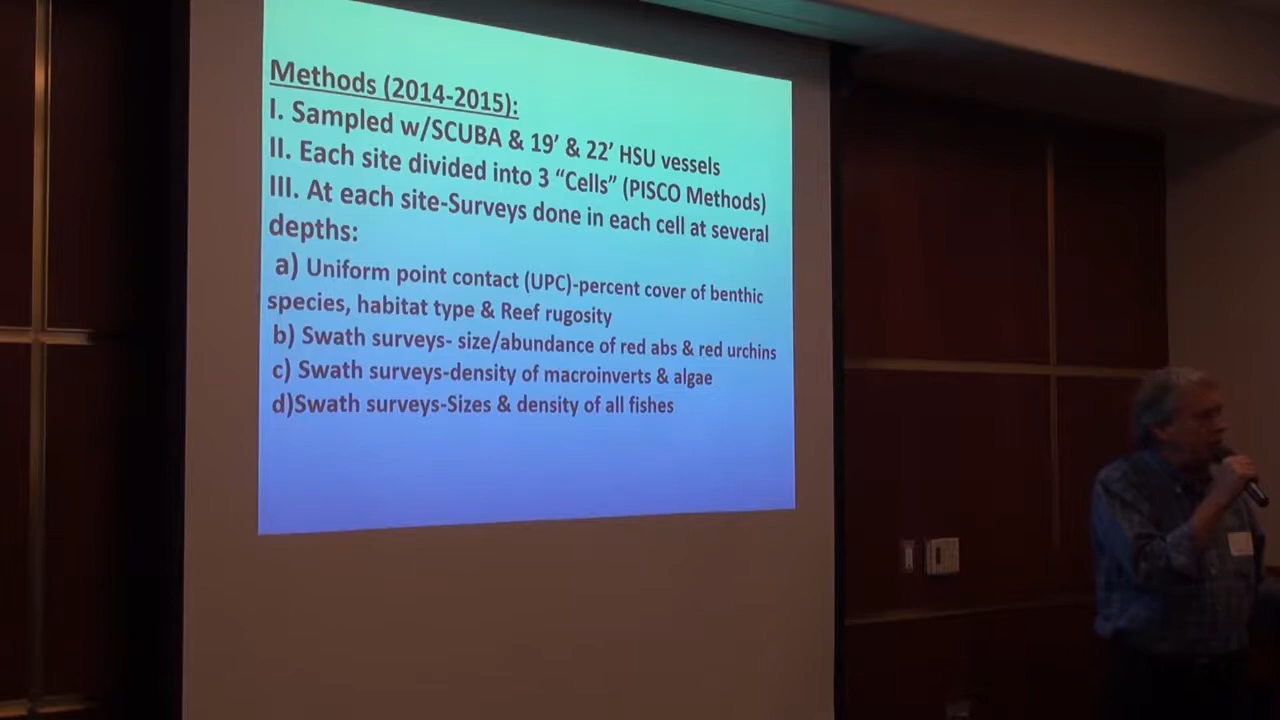 Methods (2014-2015):
I. Sampled w/SCUBA & 19' & 22' HSU vessels
II. Each site divided into 3 “Cells” (PISCO Methods)
III. At each site-Surveys done in each cell at several
depths:
a) Uniform point contact (UPC)-percent cover of benthic
species, habitat type & Reef rugosity
b) Swath surveys- size/abundance of red abs & red urchins
c) Swath surveys-density of macroinverts & algae
d)Swath surveys-Sizes & density of all fishes